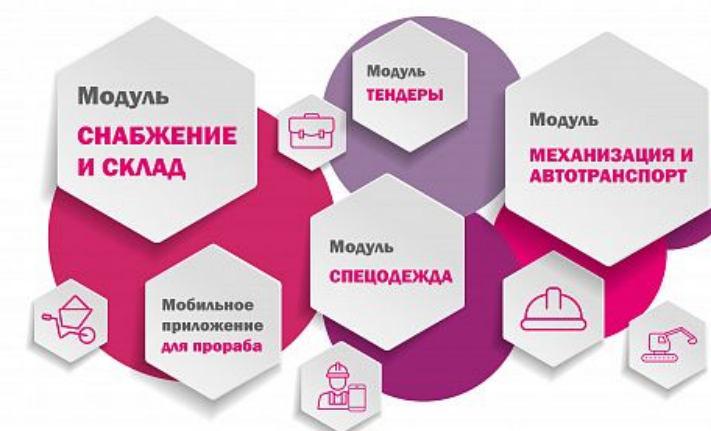 Модуль
СНАБЖЕНИЕ
И СКЛАД
Модуль
ТЕНДЕРЫ
Модуль
МЕХАНИЗАЦИЯ И
АВТОТРАНСПОРТ
Модуль
СПЕЦОДЕЖДА
Мобильное
приложение
для прораба